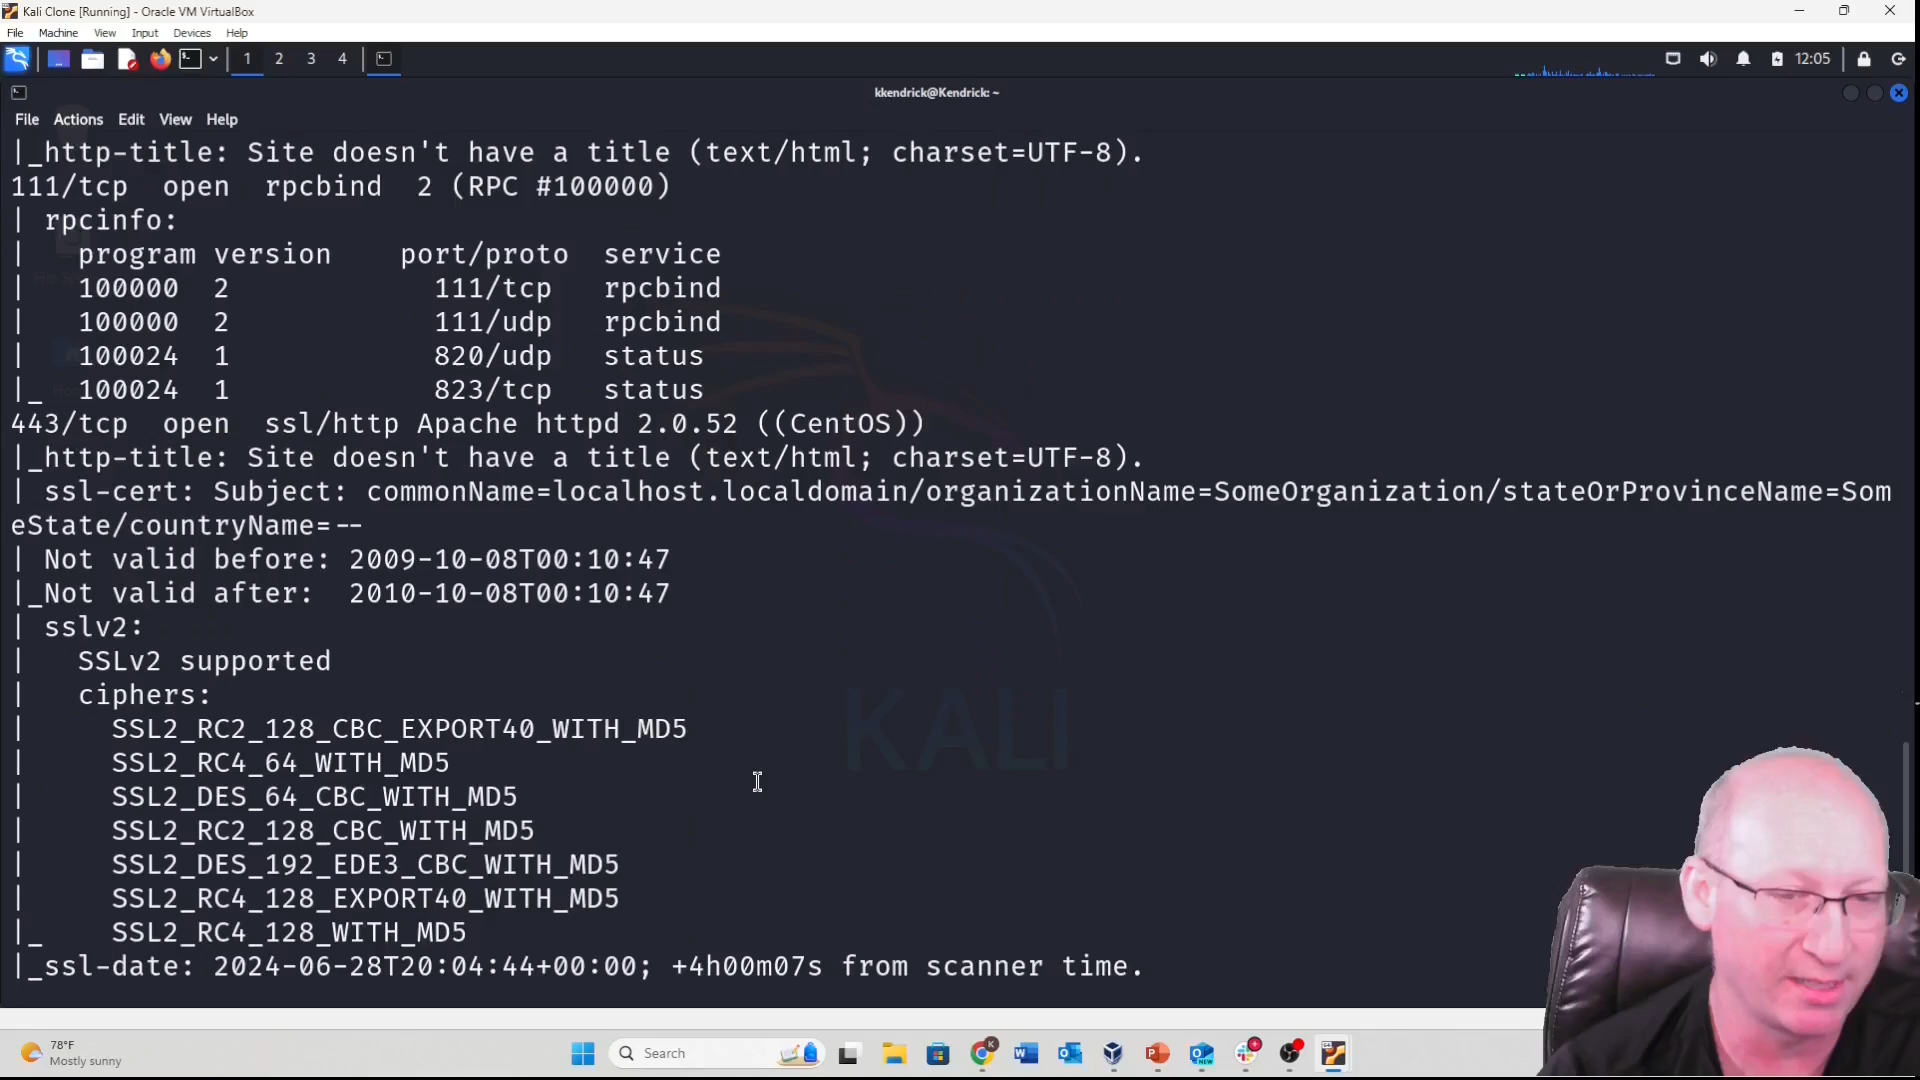 Kali Clone [Running] - Oracle VM VirtualBox
File Machine View Input Devices Help
1 2 3 4
12:05
kkendrick@Kendrick: ~
File Actions Edit View Help
|_http-title: Site doesn't have a title (text/html; charset=UTF-8).
111/tcp open rpcbind 2 (RPC #100000)
| rpcinfo:
| program version port/proto service
| 100000 2 111/tcp rpcbind
| 100000 2 111/udp rpcbind
| 100024 1 820/udp status
|_ 100024 1 823/tcp status
443/tcp open ssl/http Apache httpd 2.0.52 ((CentOS))
|_http-title: Site doesn't have a title (text/html; charset=UTF-8).
| ssl-cert: Subject: commonName=localhost.localdomain/organizationName=SomeOrganization/stateOrProvinceName=Som
eState/countryName=--
| Not valid before: 2009-10-08T00:10:47
|_Not valid after: 2010-10-08T00:10:47
| sslv2:
| SSLv2 supported
| ciphers:
| SSL2_RC2_128_CBC_EXPORT40_WITH_MD5
| SSL2_RC4_64_WITH_MD5
| SSL2_DES_64_CBC_WITH_MD5
| SSL2_RC2_128_CBC_WITH_MD5
| SSL2_DES_192_EDE3_CBC_WITH_MD5
| SSL2_RC4_128_EXPORT40_WITH_MD5
|_ SSL2_RC4_128_WITH_MD5
|_ssl-date: 2024-06-28T20:04:44+00:00; +4h00m07s from scanner time.
KALI
78°F
Mostly sunny
Search